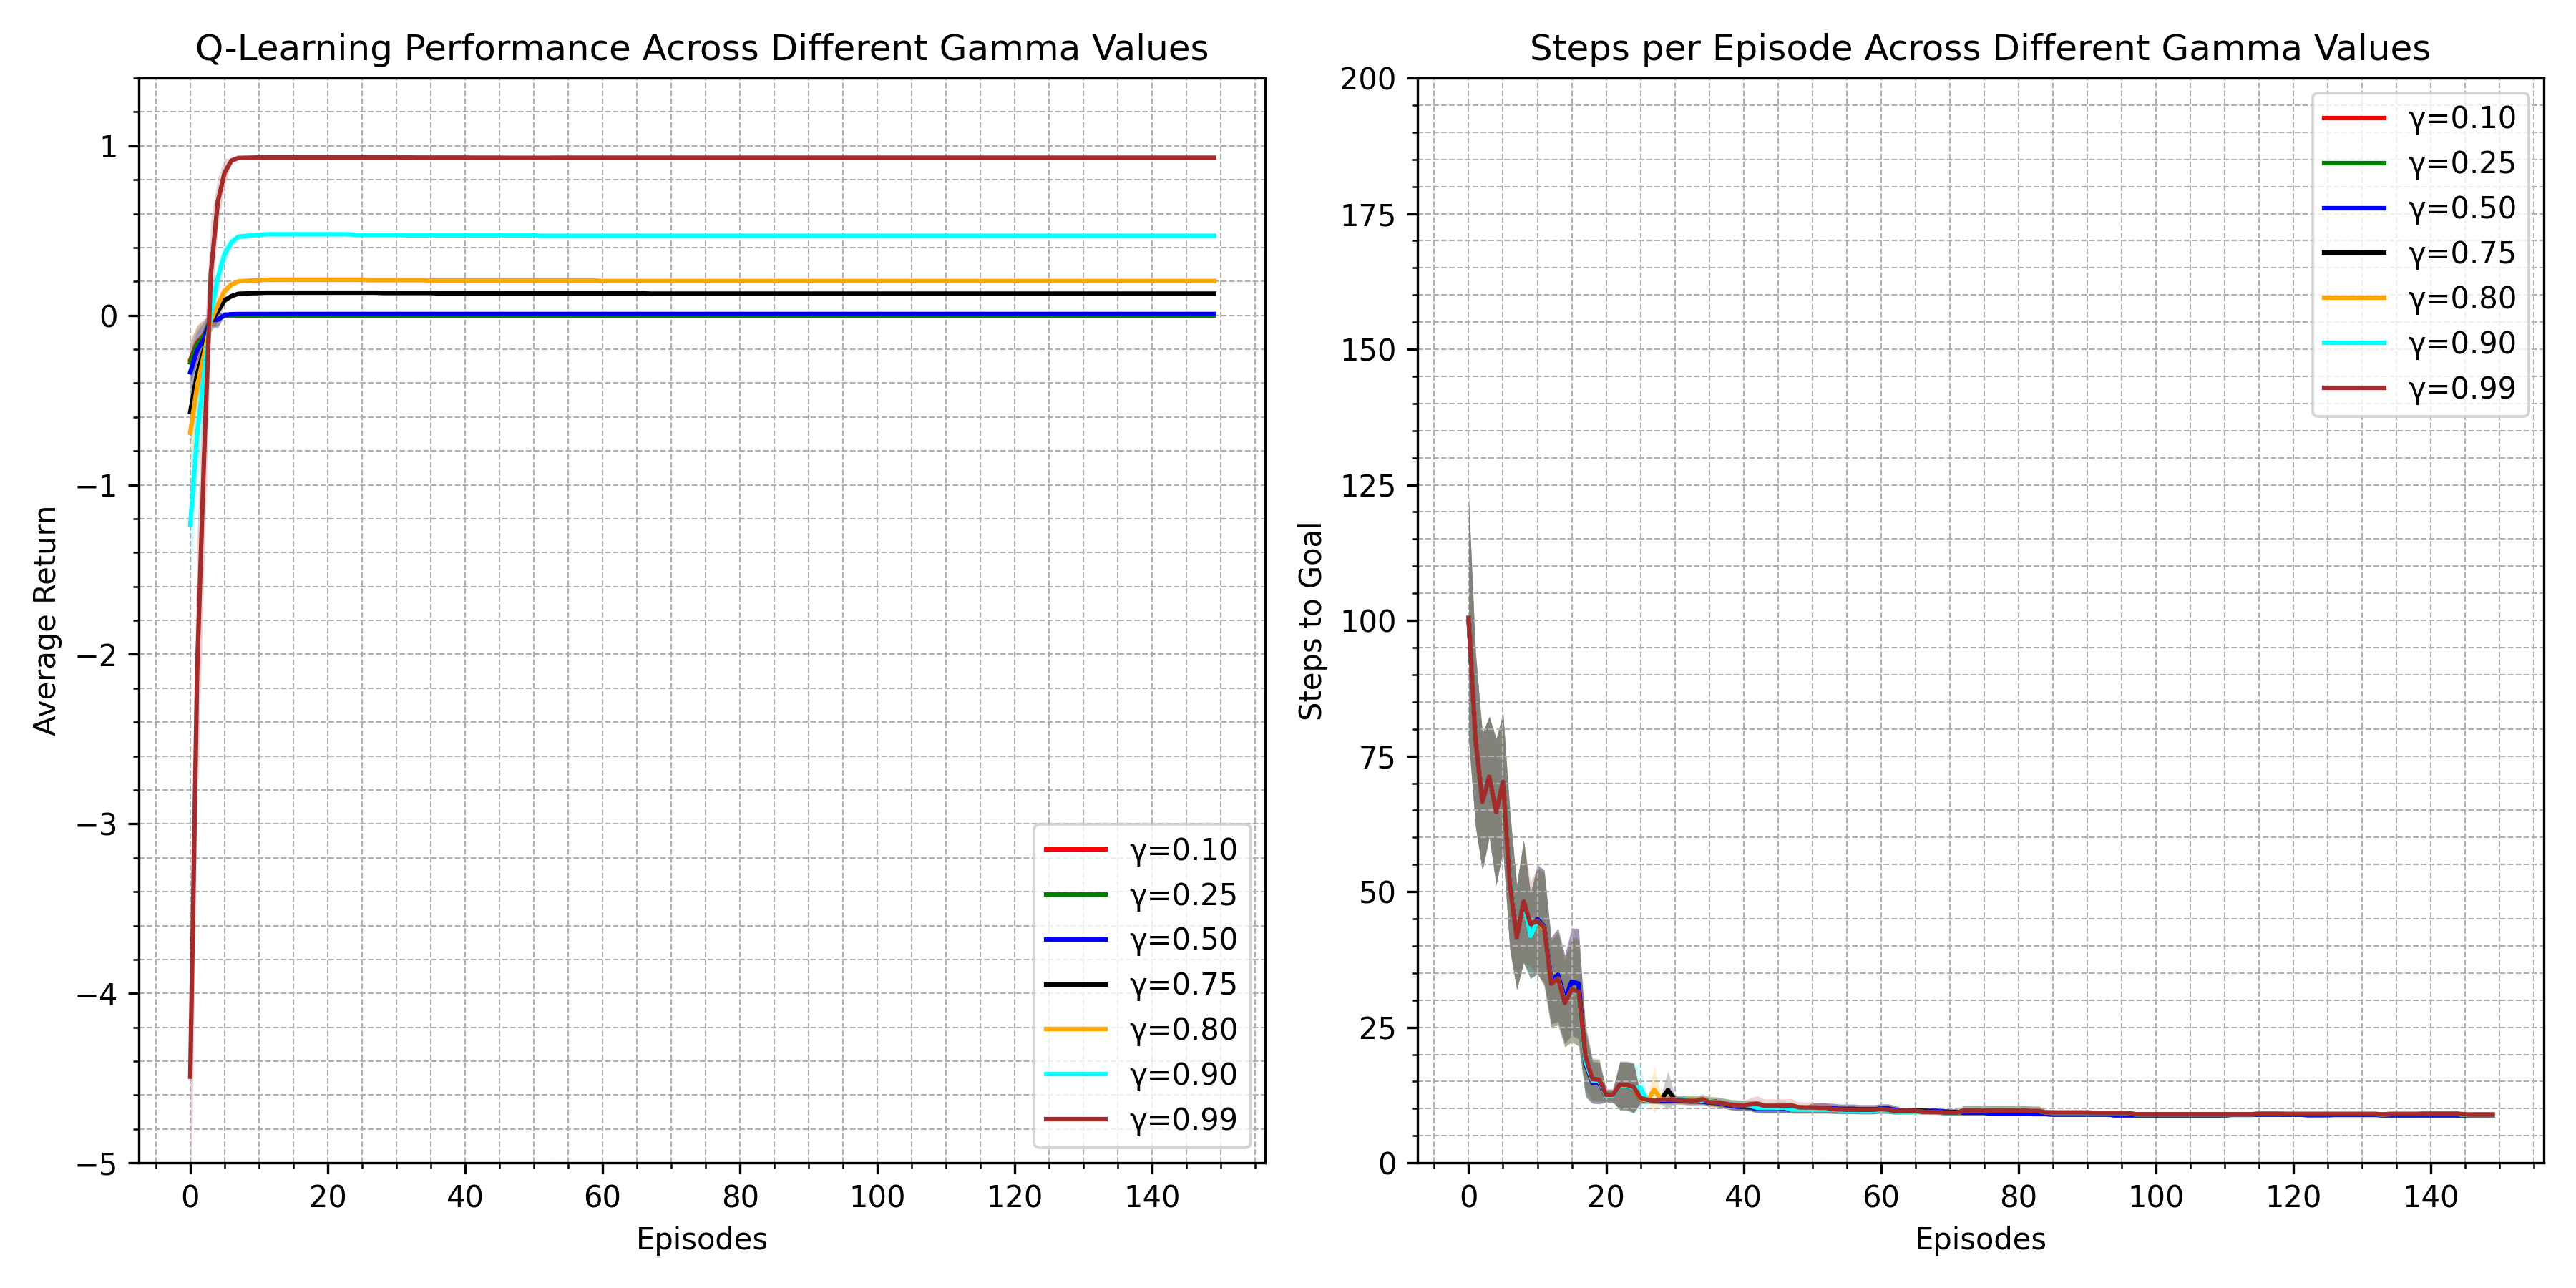 Q-Learning Performance Across Different Gamma Values
Average Return
1
0
−1
−2
−3
−4
−5
0 20 40 60 80 100 120 140
Episodes
γ=0.10
γ=0.25
γ=0.50
γ=0.75
γ=0.80
γ=0.90
γ=0.99
Steps per Episode Across Different Gamma Values
Steps to Goal
200
175
150
125
100
75
50
25
0
0 20 40 60 80 100 120 140
Episodes
γ=0.10
γ=0.25
γ=0.50
γ=0.75
γ=0.80
γ=0.90
γ=0.99